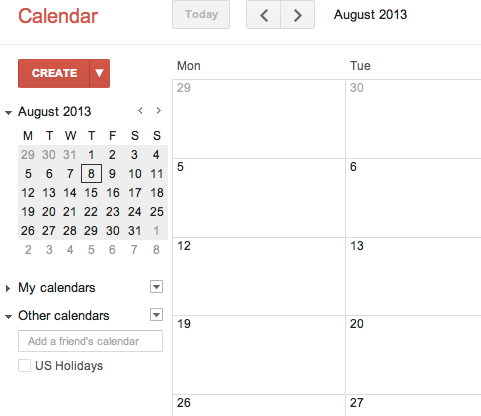 Calendar
Today
August 2013
CREATE
August 2013
M T W T F S S
29 30 31 1 2 3 4
5 6 7 8 9 10 11
12 13 14 15 16 17 18
19 20 21 22 23 24 25
26 27 28 29 30 31 1
2 3 4 5 6 7 8
My calendars
Other calendars
Add a friend's calendar
US Holidays
Mon Tue
29 30
5 6
12 13
19 20
26 27